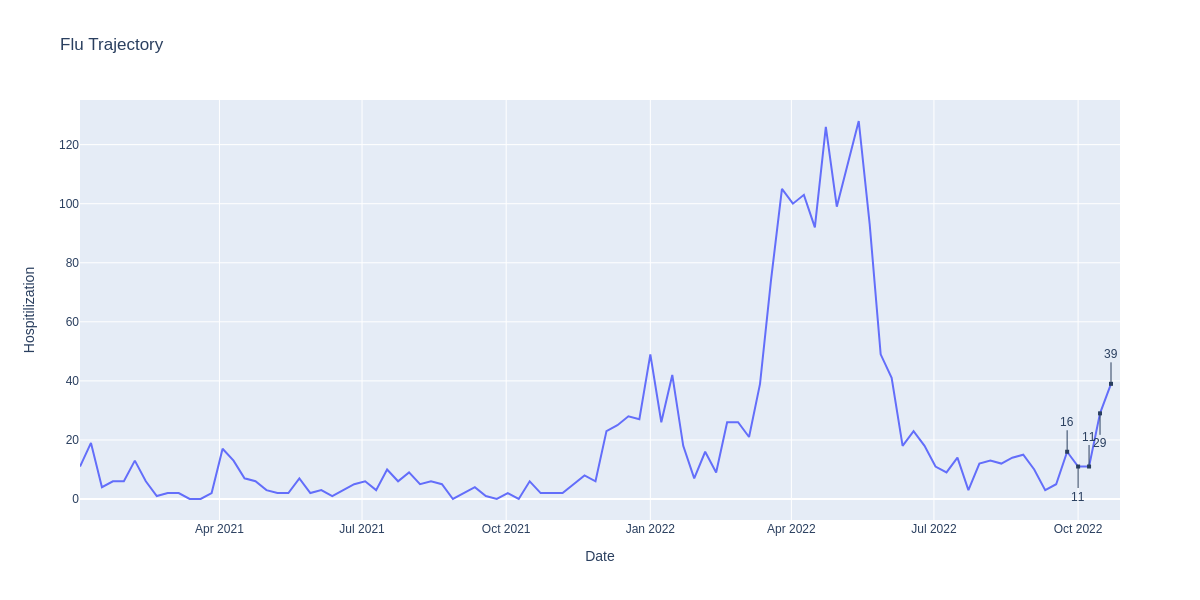 Flu Trajectory
Hospitilization
120
100
80
60
40
20
0
39
16
11
29
11
Apr 2021
Jul 2021
Oct 2021
Jan 2022
Apr 2022
Jul 2022
Oct 2022
Date